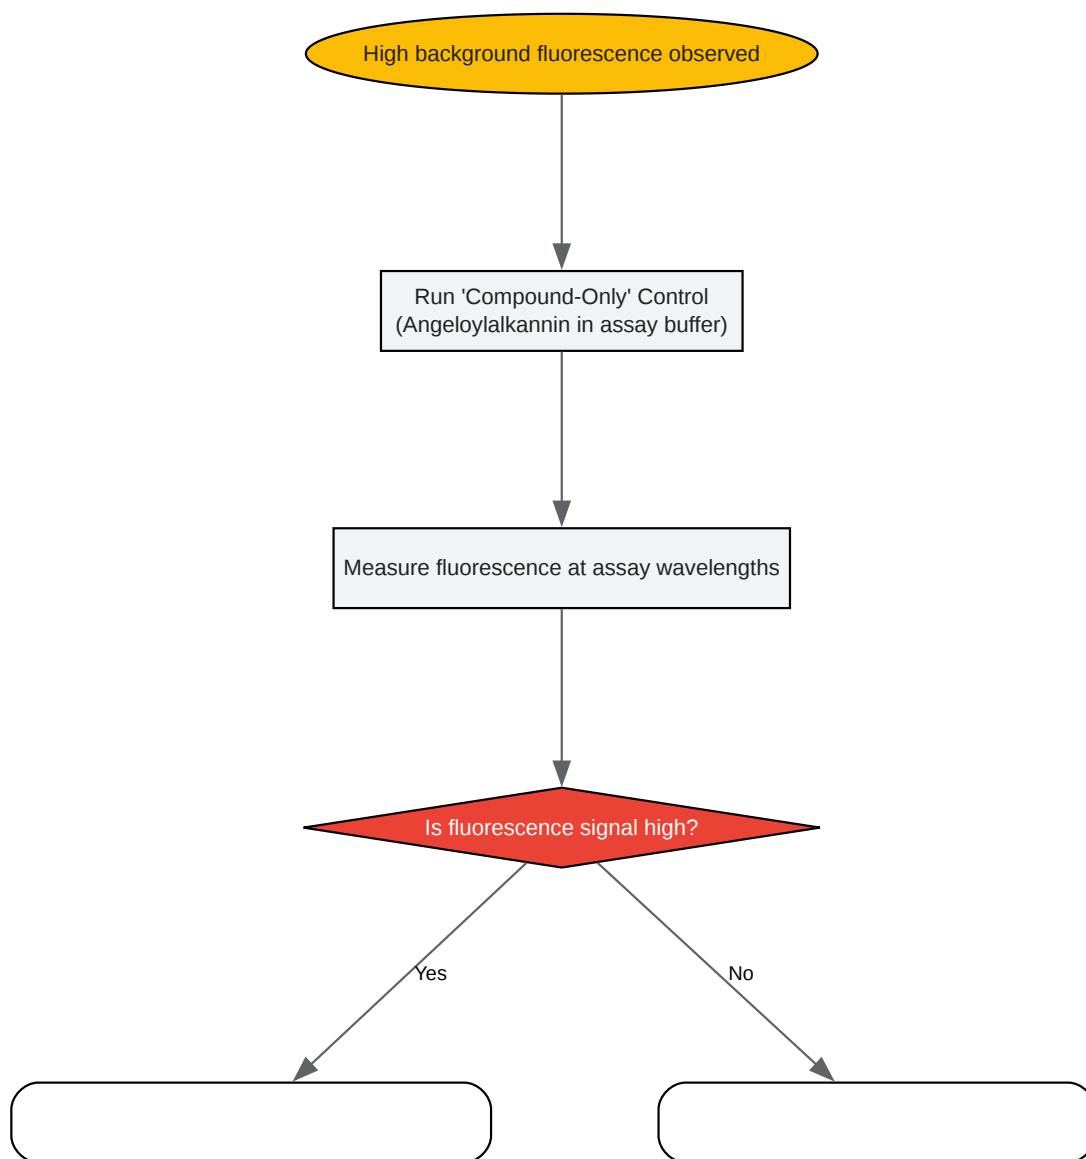 High background fluorescence observed
Run 'Compound-Only' Control
(Angeloylalkannin in assay buffer)
Measure fluorescence at assay wavelengths
Is fluorescence signal high?
Yes
No